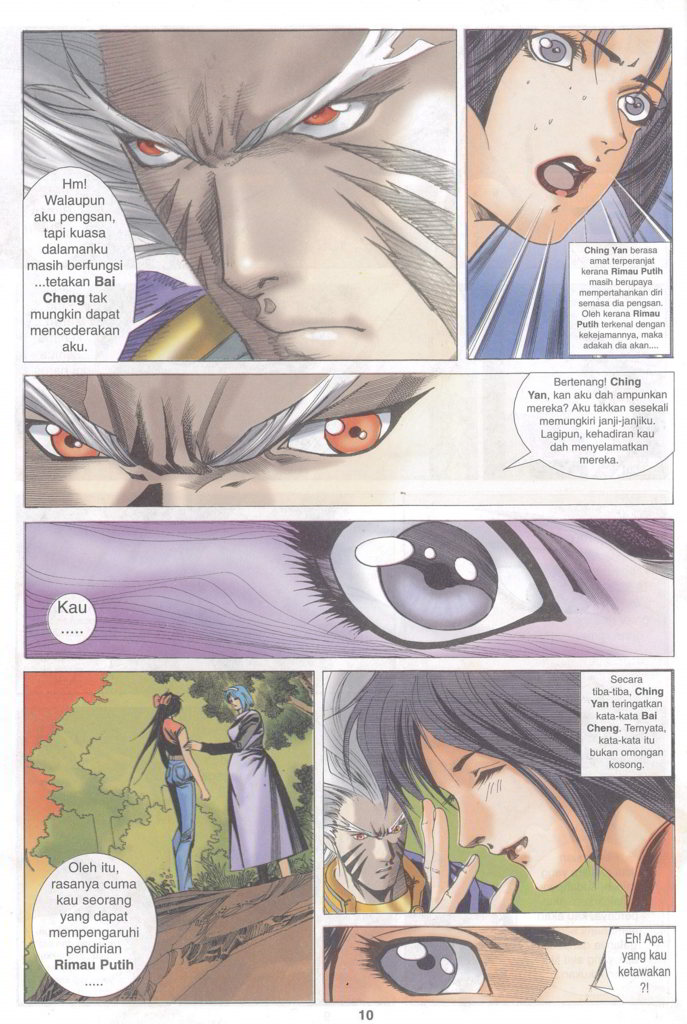 Hm!
Walaupun
aku pengsan,
tapi kuasa
dalamanku
masih berfungsi
...tetakan Bai
Cheng tak
mungkin dapat
mencederakan
aku.
Ching Yan berasa
amat terperanjat
kerana Rimau Putih
masih berupaya
mempertahankan diri
semasa dia pengsan.
Oleh kerana Rimau
Putih terkenal dengan
kekejamannya, maka
adakah dia akan....
Bertenang! Ching
Yan, kan aku dah ampunkan
mereka? Aku takkan sesekali
memungkiri janji-janjiku.
Lagipun, kehadiran kau
dah menyelamatkan
mereka.
Kau
.....
Oleh itu,
rasanya cuma
kau seorang
yang dapat
mempengaruhi
pendirian
Rimau Putih
.....
Secara
tiba-tiba, Ching
Yan teringatkan
kata-kata Bai
Cheng. Ternyata,
kata-kata itu
bukan omongan
kosong.
Eh! Apa
yang kau
ketawakan
?!
10